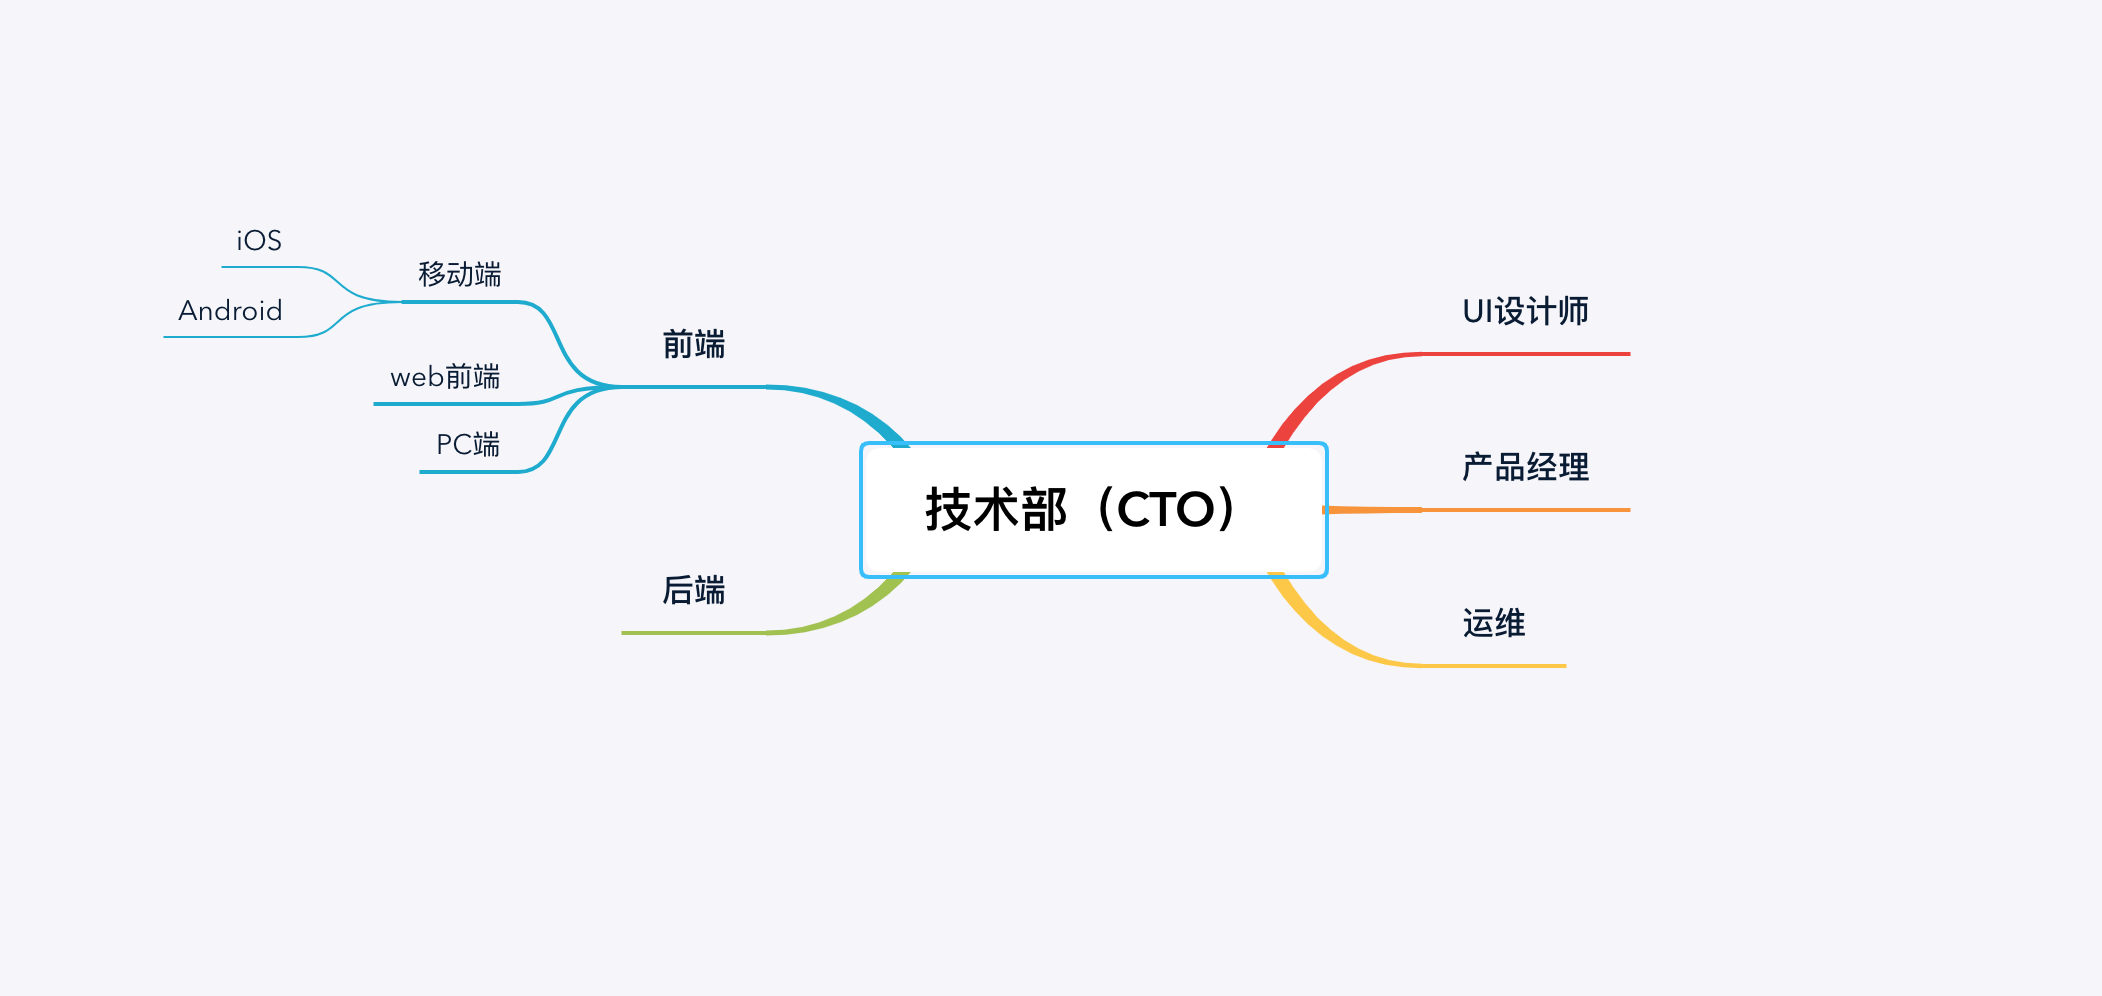 iOS
Android
移动端
web前端
PC端
前端
后端
技术部（CTO）
UI设计师
产品经理
运维